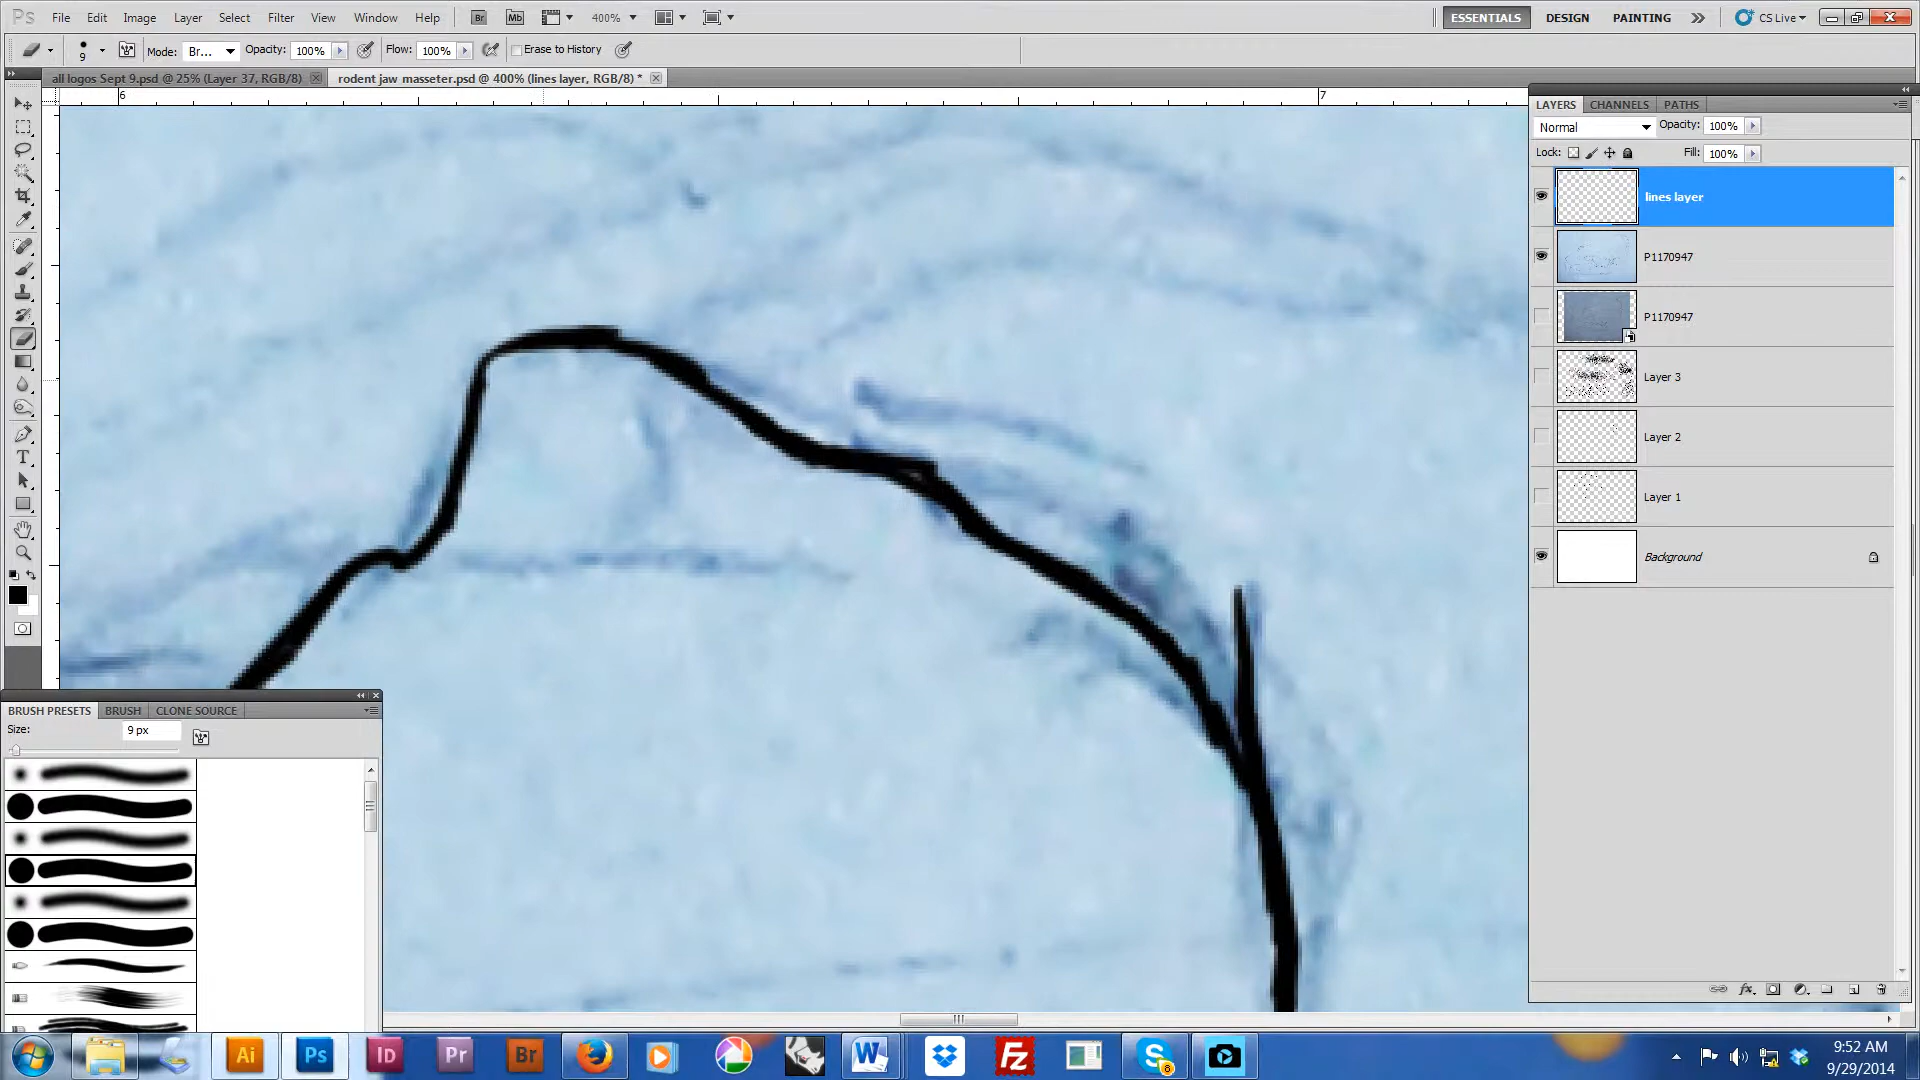 Ps File Edit Image Layer Select Filter View Window Help Br Mb 400% ESSENTIALS DESIGN PAINTING CS Live
9 Mode: Br... Opacity: 100% Flow: 100% Erase to History
all logos Sept 9.psd @ 25% (Layer 37, RGB/8) rodent jaw masseter.psd @ 400% (lines layer, RGB/8) *
6 7
LAYERS CHANNELS PATHS
Normal Opacity: 100%
Lock: Fill: 100%
lines layer
P1170947
P1170947
Layer 3
Layer 2
Layer 1
Background
BRUSH PRESETS BRUSH CLONE SOURCE
Size: 9 px
Ai Ps Id Pr Br W Fz S 6
9:52 AM
9/29/2014